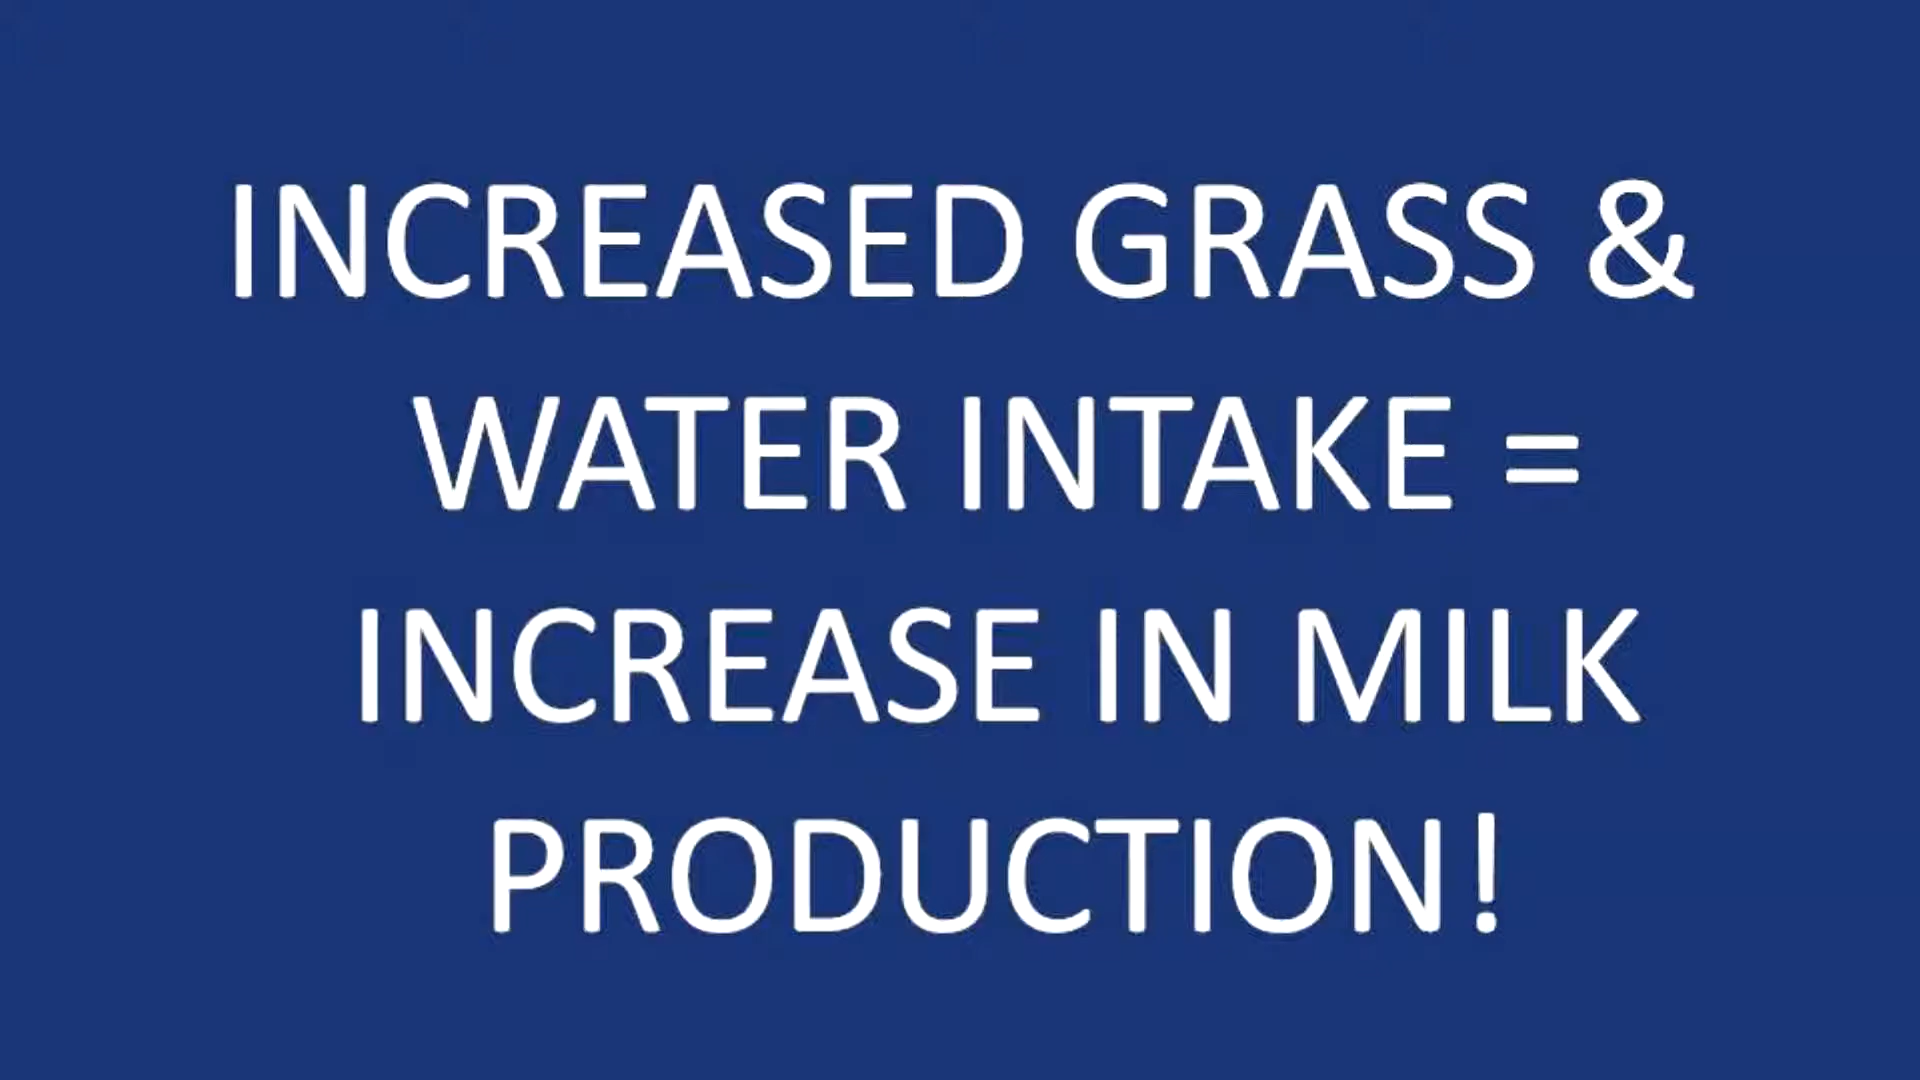 INCREASED GRASS &
WATER INTAKE =
INCREASE IN MILK
PRODUCTION!